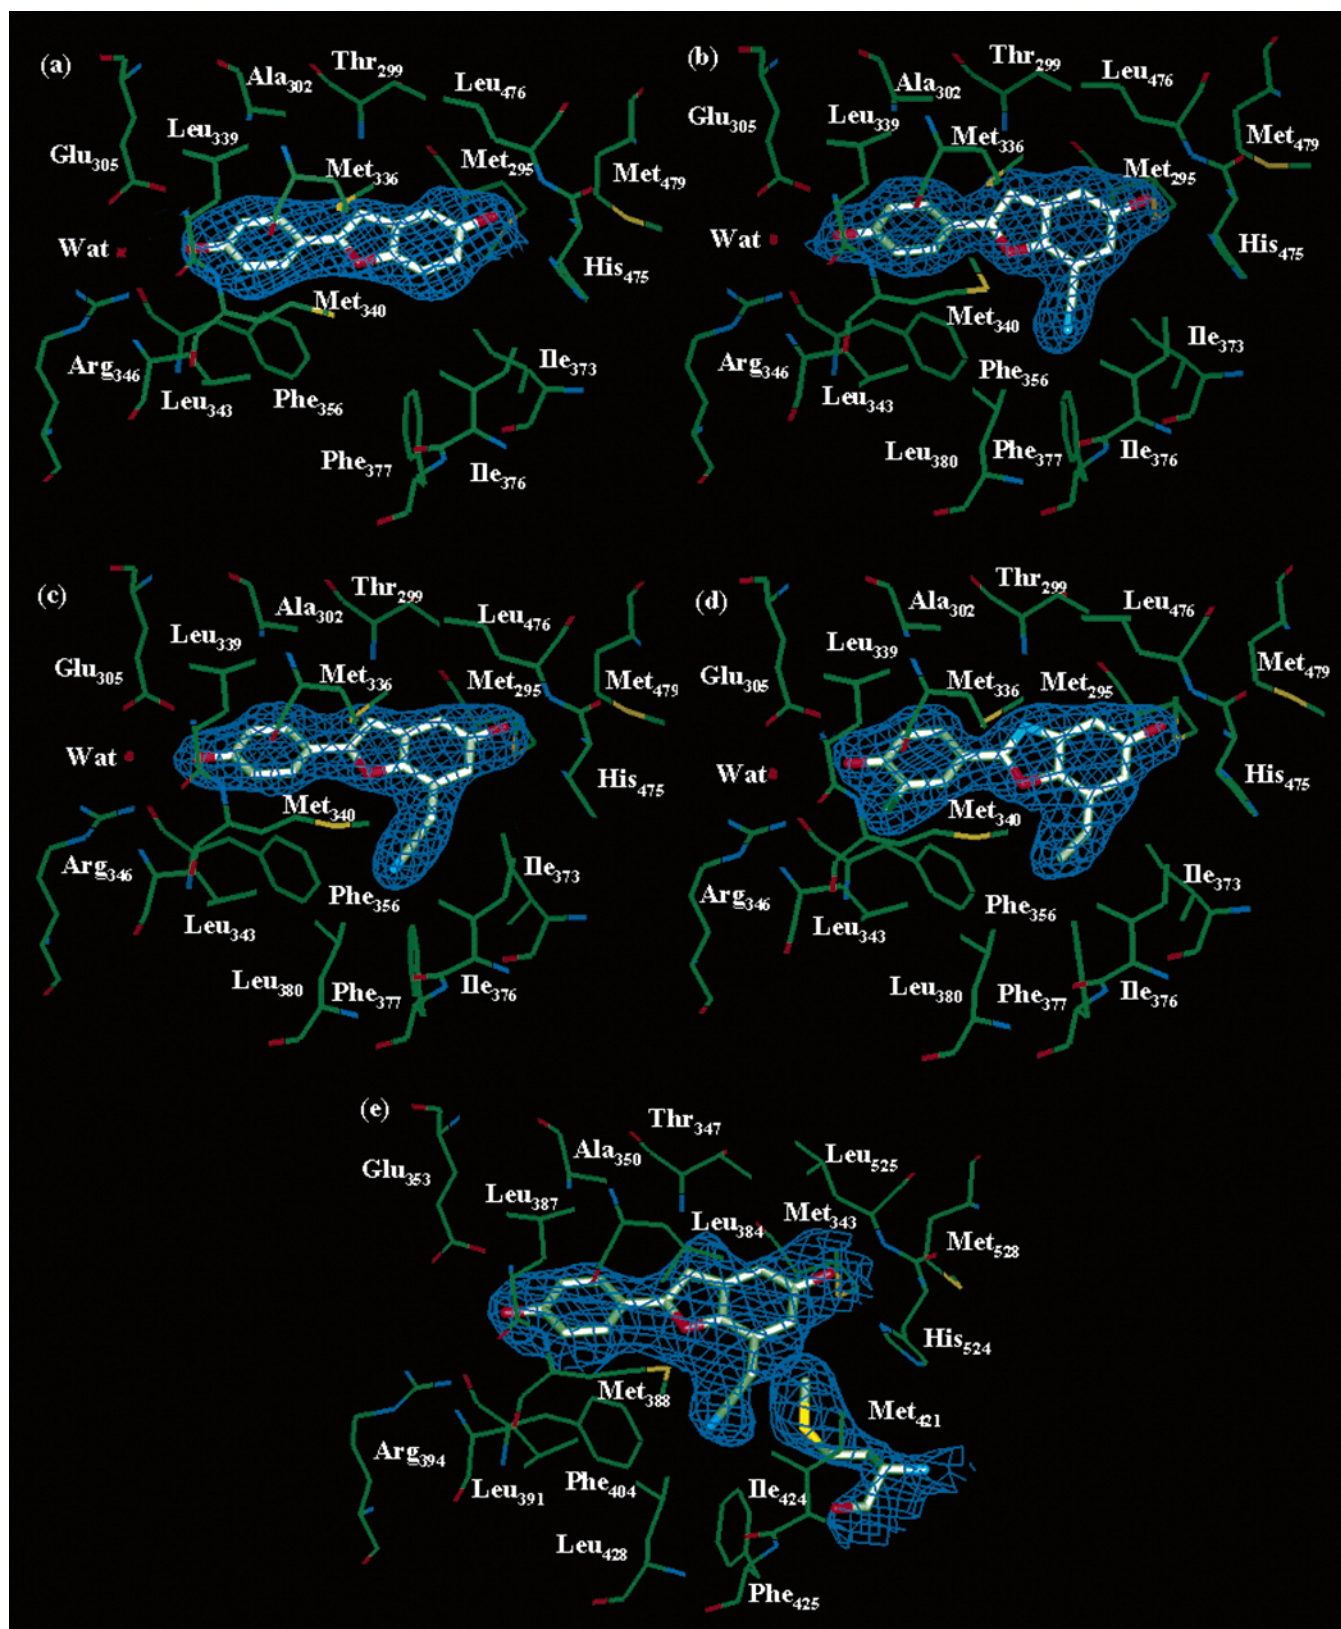 (a)
Thr299
Ala302
Leu476
Leu339
Glu305
Met336
Met295
Met479
Wat
His475
Met340
Arg346
Ile373
Leu343
Phe356
Phe377
Ile376
(b)
Thr299
Leu476
Ala302
Glu305
Leu339
Met336
Met479
Met295
Wat
His475
Met340
Ile373
Arg346
Phe356
Leu343
Leu380
Phe377
Ile376
(c)
Thr299
Ala302
Leu476
Leu339
Glu305
Met336
Met295
Met479
Wat
His475
Met340
Arg346
Ile373
Phe356
Leu343
Leu380
Phe377
Ile376
(d)
Thr299
Ala302
Leu476
Leu339
Met479
Glu305
Met336
Met295
Wat
His475
Met340
Ile373
Arg346
Phe356
Leu343
Leu380
Phe377
Ile376
(e)
Thr347
Ala350
Leu525
Glu353
Leu387
Leu384
Met343
Met528
His524
Met388
Met421
Arg394
Phe404
Ile424
Leu391
Leu428
Phe425